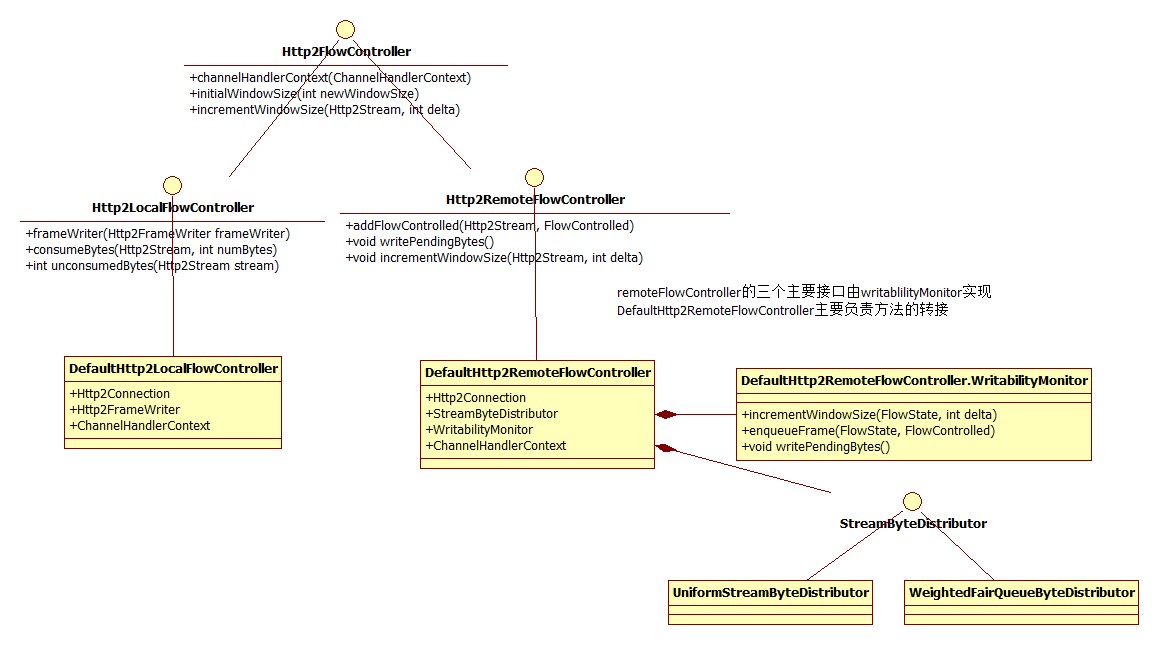 Http2FlowController
+channelHandlerContext(ChannelHandlerContext)
+initialWindowSize(int newWindowSize)
+incrementWindowSize(Http2Stream, int delta)
Http2LocalFlowController
+frameWriter(Http2FrameWriter frameWriter)
+consumeBytes(Http2Stream, int numBytes)
+int unconsumedBytes(Http2Stream stream)
Http2RemoteFlowController
+addFlowControlled(Http2Stream, FlowControlled)
+void writePendingBytes()
+void incrementWindowSize(Http2Stream, int delta)
remoteFlowController的三个主要接口由writablilityMonitor实现
DefaultHttp2RemoteFlowController主要负责方法的转接
DefaultHttp2LocalFlowController
+Http2Connection
+Http2FrameWriter
+ChannelHandlerContext
DefaultHttp2RemoteFlowController
+Http2Connection
+StreamByteDistributor
+WritabilityMonitor
+ChannelHandlerContext
DefaultHttp2RemoteFlowController.WritabilityMonitor
+incrementWindowSize(FlowState, int delta)
+enqueueFrame(FlowState, FlowControlled)
+void writePendingBytes()
StreamByteDistributor
UniformStreamByteDistributor
WeightedFairQueueByteDistributor